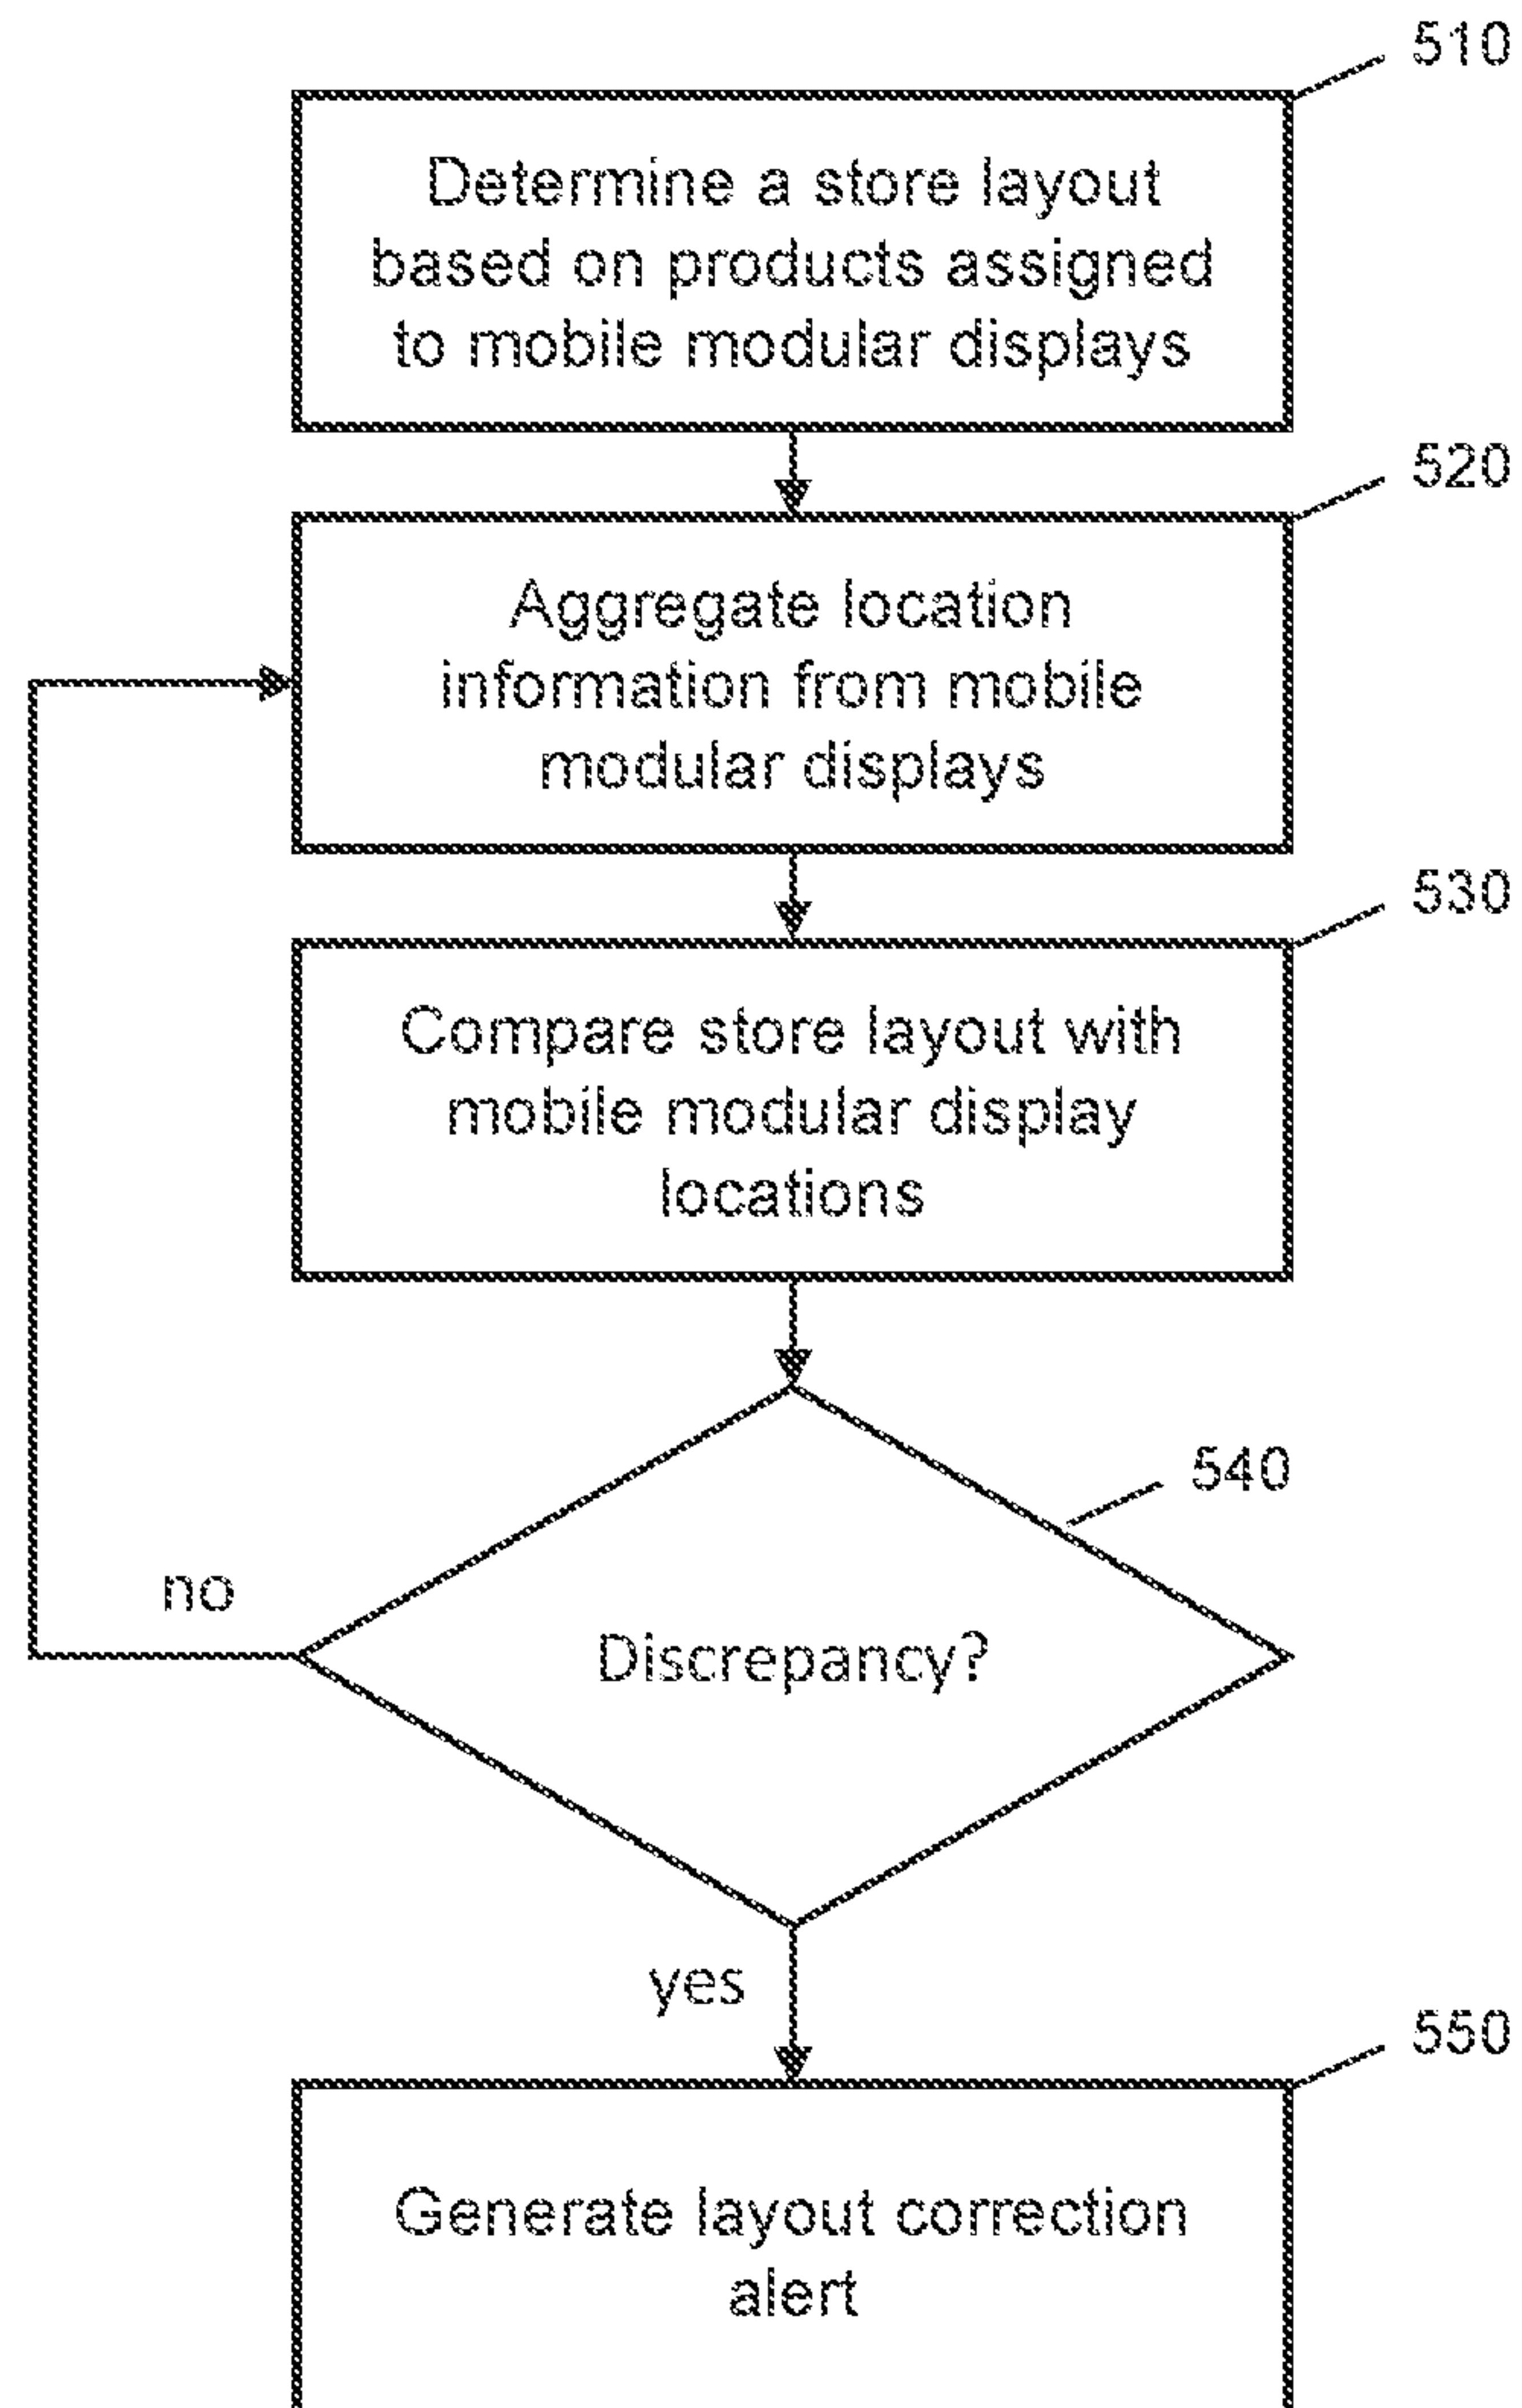 510
Determine a store layout
based on products assigned
to mobile modular displays
520
Aggregate location
information from mobile
modular displays
530
Compare store layout with
mobile modular display
locations
540
Discrepancy?
no
yes
550
Generate layout correction
alert